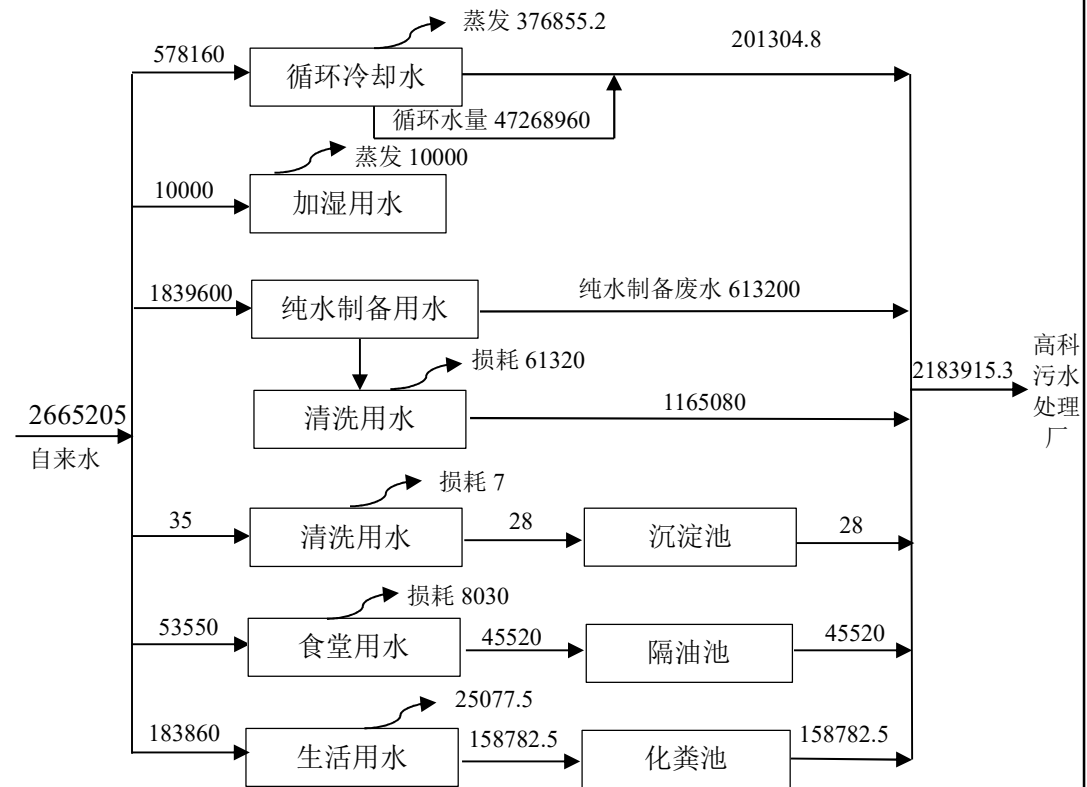 蒸发 376855.2
578160
循环冷却水
201304.8
循环水量 47268960
蒸发 10000
10000
加湿用水
1839600
纯水制备用水
纯水制备废水 613200
损耗 61320
清洗用水
1165080
2665205
自来水
2183915.3
高科
污水
处理
厂
损耗 7
35
清洗用水
28
沉淀池
28
损耗 8030
53550
食堂用水
45520
隔油池
45520
25077.5
183860
生活用水
158782.5
化粪池
158782.5